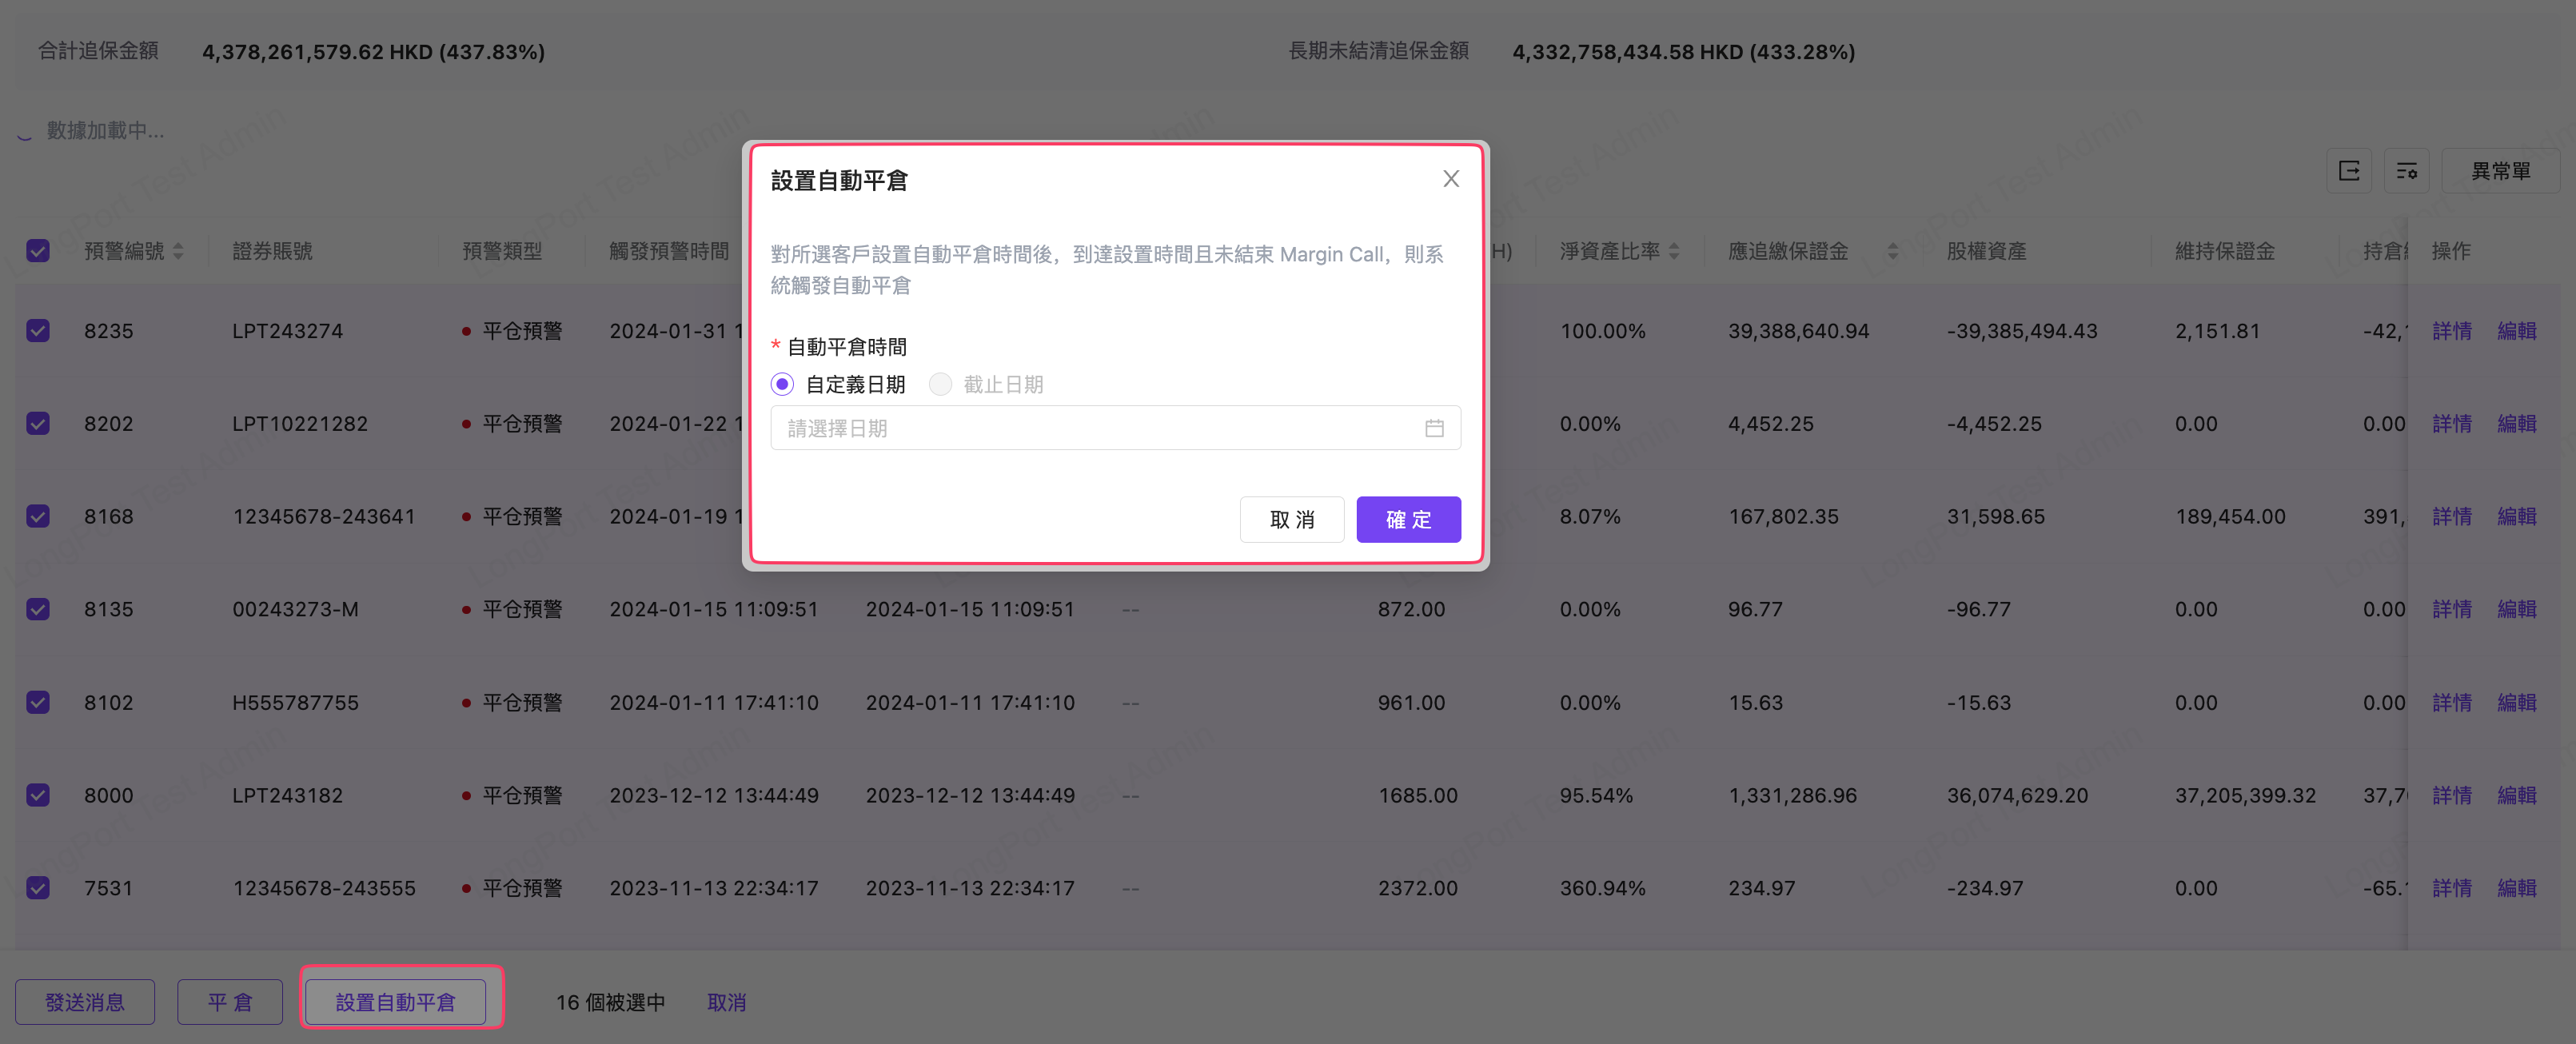 合計追保金額 4,378,261,579.62 HKD (437.83%) 長期未結清追保金額 4,332,758,434.58 HKD (433.28%)
數據加載中...
異常單
預警編號 證券賬號 預警類型 觸發預警時間 H) 淨資產比率 應追繳保證金 股權資產 維持保證金 持倉 操作
設置自動平倉
對所選客戶設置自動平倉時間後，到達設置時間且未結束 Margin Call，則系
統觸發自動平倉
* 自動平倉時間
自定義日期 截止日期
請選擇日期
取 消 確 定
8235 LPT243274 平仓預警 2024-01-31 1 100.00% 39,388,640.94 -39,385,494.43 2,151.81 -42, 詳情 編輯
8202 LPT10221282 平仓預警 2024-01-22 1 0.00% 4,452.25 -4,452.25 0.00 0.00 詳情 編輯
8168 12345678-243641 平仓預警 2024-01-19 1 8.07% 167,802.35 31,598.65 189,454.00 391, 詳情 編輯
8135 00243273-M 平仓預警 2024-01-15 11:09:51 2024-01-15 11:09:51 -- 872.00 0.00% 96.77 -96.77 0.00 0.00 詳情 編輯
8102 H555787755 平仓預警 2024-01-11 17:41:10 2024-01-11 17:41:10 -- 961.00 0.00% 15.63 -15.63 0.00 0.00 詳情 編輯
8000 LPT243182 平仓預警 2023-12-12 13:44:49 2023-12-12 13:44:49 -- 1685.00 95.54% 1,331,286.96 36,074,629.20 37,205,399.32 37,7 詳情 編輯
7531 12345678-243555 平仓預警 2023-11-13 22:34:17 2023-11-13 22:34:17 -- 2372.00 360.94% 234.97 -234.97 0.00 -65. 詳情 編輯
發送消息 平 倉 設置自動平倉 16 個被選中 取消
LongPort Test Admin